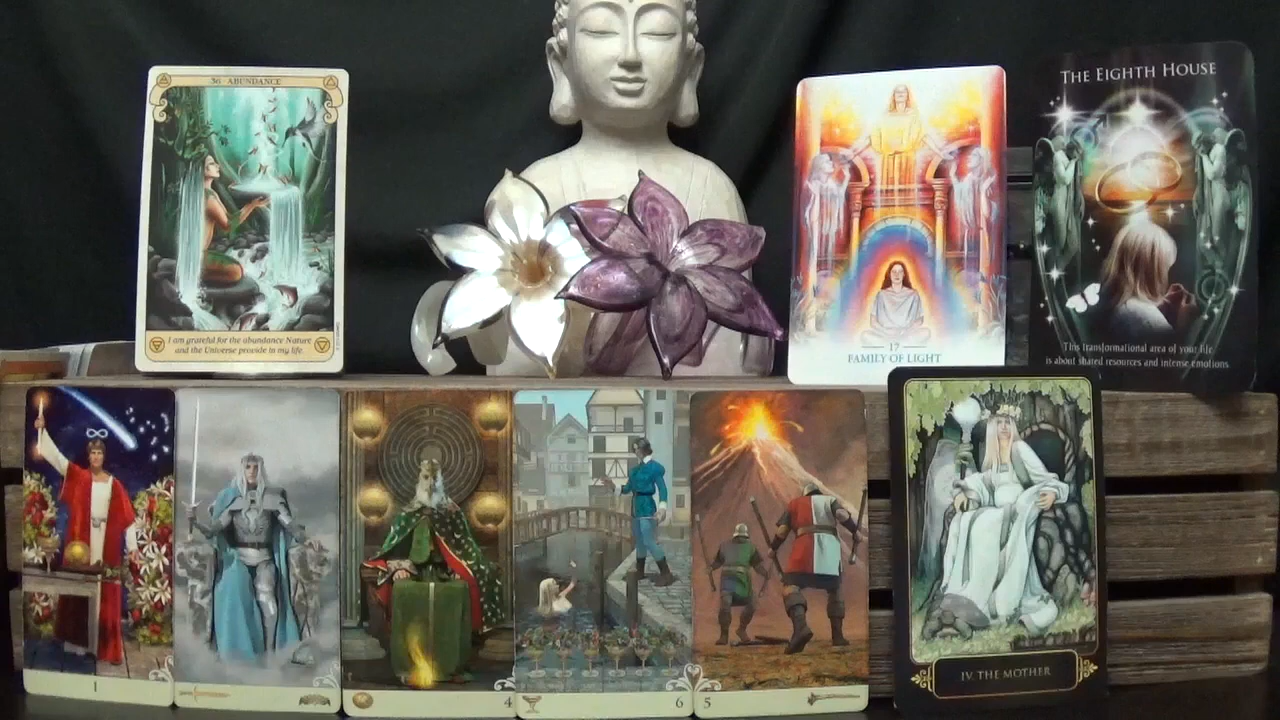 36 - ABUNDANCE
I am grateful for the abundance Nature
and the Universe provide in my life.
17
FAMILY OF LIGHT
THE EIGHTH HOUSE
This transformational area of your life
is about shared resources and intense emotions.
I
4
6
5
IV. THE MOTHER